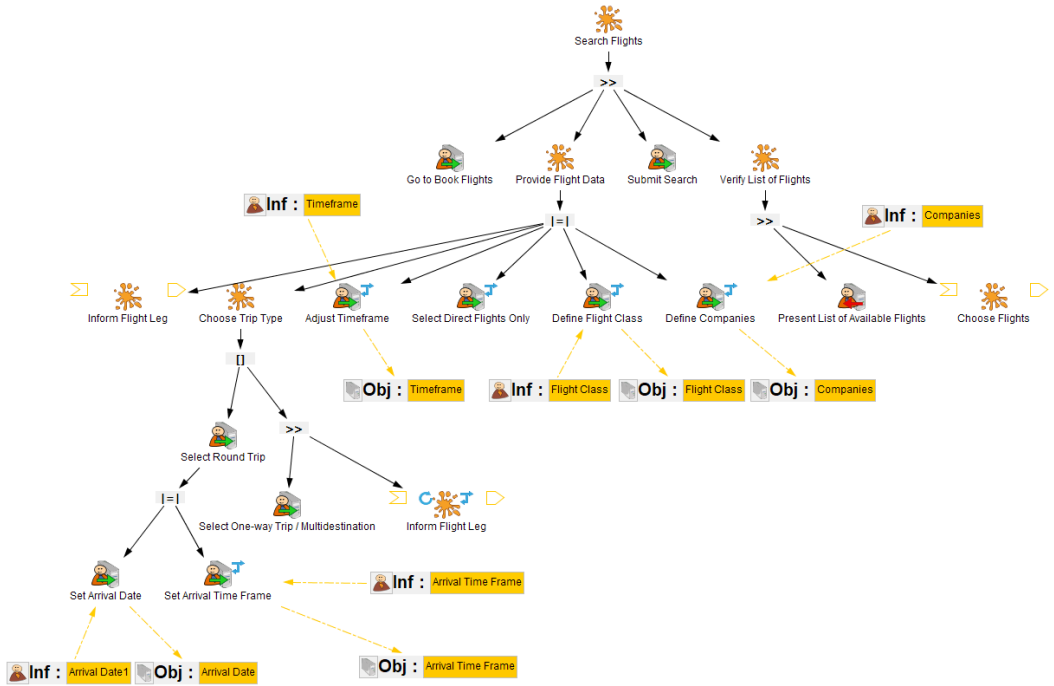 Search Flights
>>
Go to Book Flights
Provide Flight Data
Submit Search
Verify List of Flights
Inf : Timeframe
|=|
>>
Inf : Companies
Inform Flight Leg
Choose Trip Type
Adjust Timeframe
Select Direct Flights Only
Define Flight Class
Define Companies
Present List of Available Flights
Choose Flights
[]
Obj : Timeframe
Inf : Flight Class
Obj : Flight Class
Obj : Companies
>>
Select Round Trip
|=|
Select One-way Trip / Multidestination
Inform Flight Leg
Set Arrival Date
Set Arrival Time Frame
Inf : Arrival Time Frame
Inf : Arrival Date1
Obj : Arrival Date
Obj : Arrival Time Frame